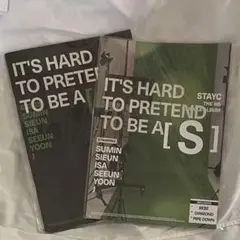 IT'S HARD
TO PRETEND
TO BE A
SUMIN
SIEUN
ISA
SEEUN
YOON
J
IT'S HARD
TO PRETEND
TO BE A [S]
STAYC
ALBUM
SUMIN
SIEUN
ISA
SEEUN
YOON
J